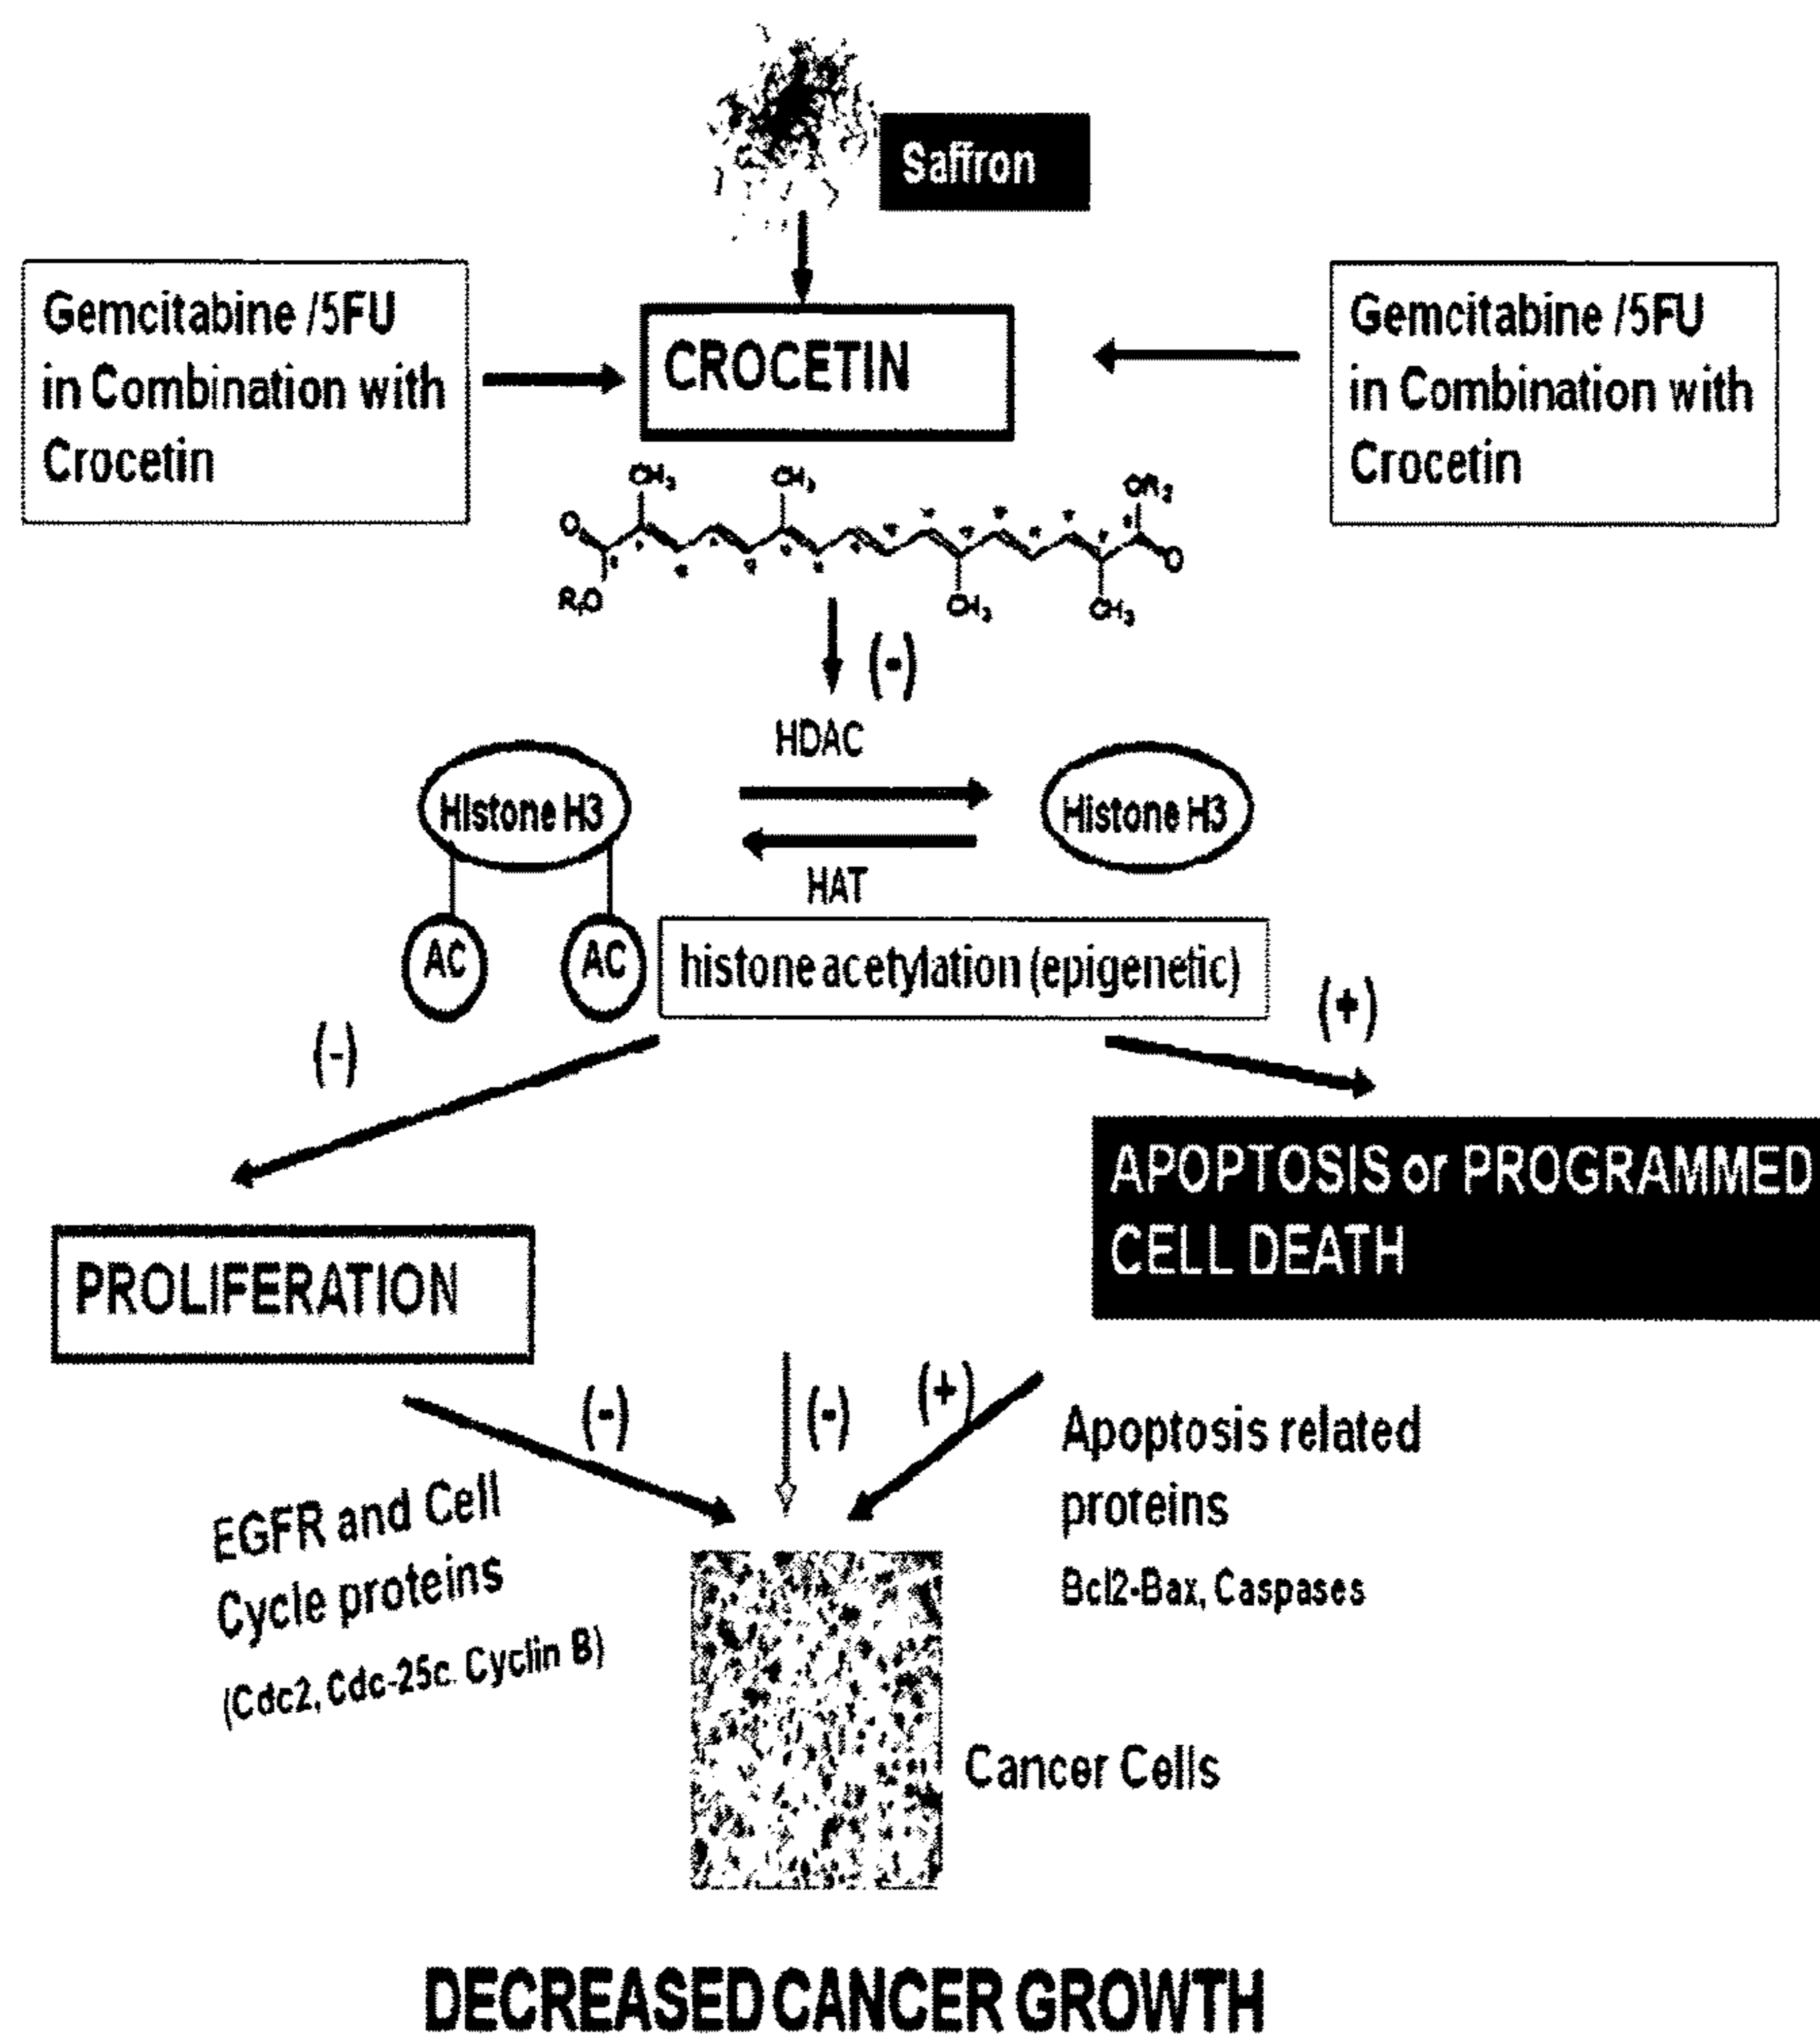 Saffron
Gemcitabine /5FU
in Combination with
Crocetin
CROCETIN
Gemcitabine /5FU
in Combination with
Crocetin
CH3
CH3
OR2
O
O
R1O
CH3
CH3
(-)
HDAC
Histone H3
Histone H3
HAT
AC
AC
histone acetylation (epigenetic)
(-)
(+)
APOPTOSIS or PROGRAMMED
CELL DEATH
PROLIFERATION
(-)
(-)
(+)
EGFR and Cell
Cycle proteins
(Cdc2, Cdc-25c. Cyclin B)
Apoptosis related
proteins
Bcl2-Bax, Caspases
Cancer Cells
DECREASED CANCER GROWTH